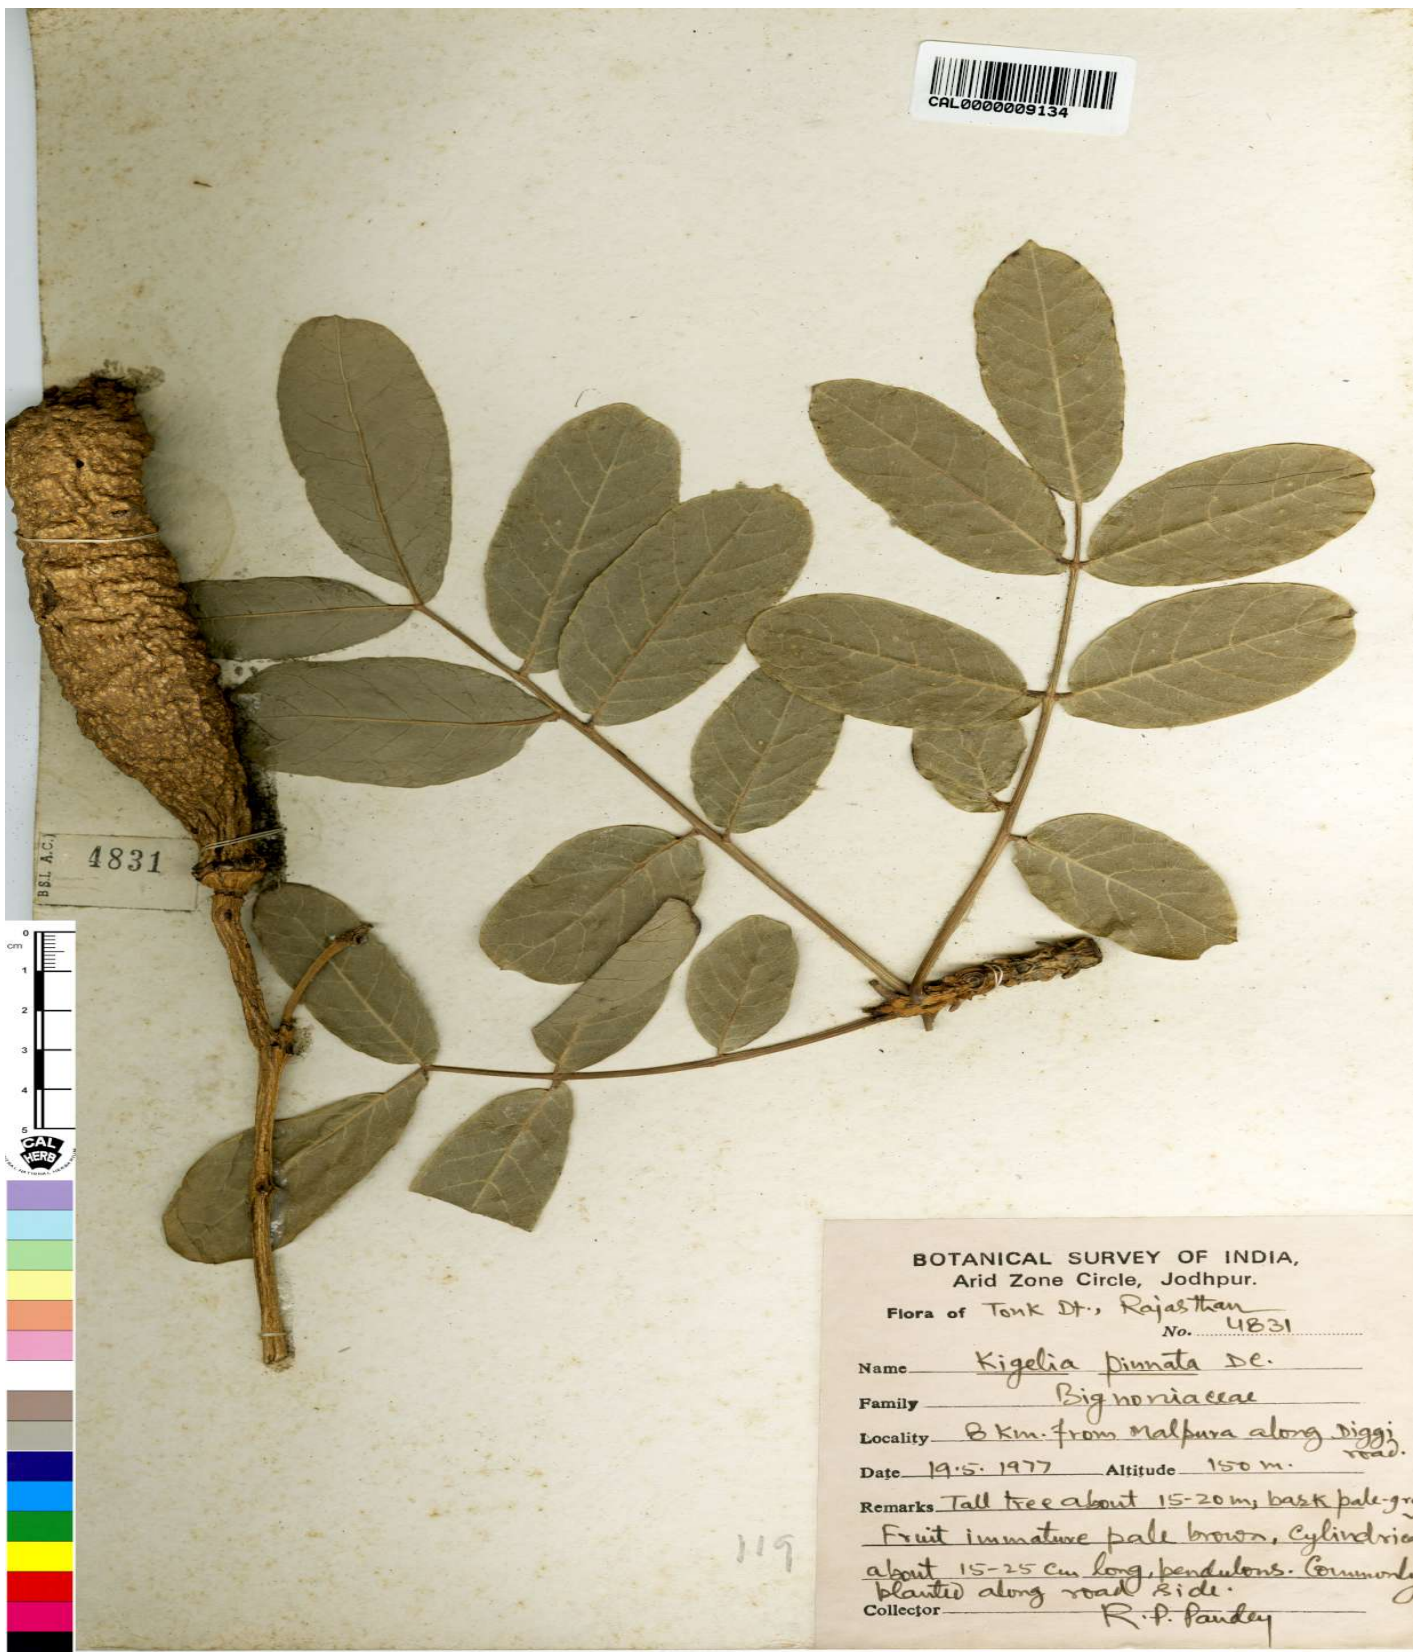 CAL0000009134
B.S.I. A.C.
4831
cm
0
1
2
3
4
5
CAL
HERB
119
BOTANICAL SURVEY OF INDIA,
Arid Zone Circle, Jodhpur.
Flora of Tonk Dt., Rajasthan
No. 4831
Name Kigelia pinnata DC.
Family Bignoniaceae
Locality 8 Km. from Malpura along Diggi
road.
Date 19.5.1977 Altitude 150 m.
Remarks Tall tree about 15-20 m, bark pale-gr
Fruit immature pale brown, Cylindric
about 15-25 cm long, pendulous. Commonly
planted along road side.
Collector R.P. Pandey